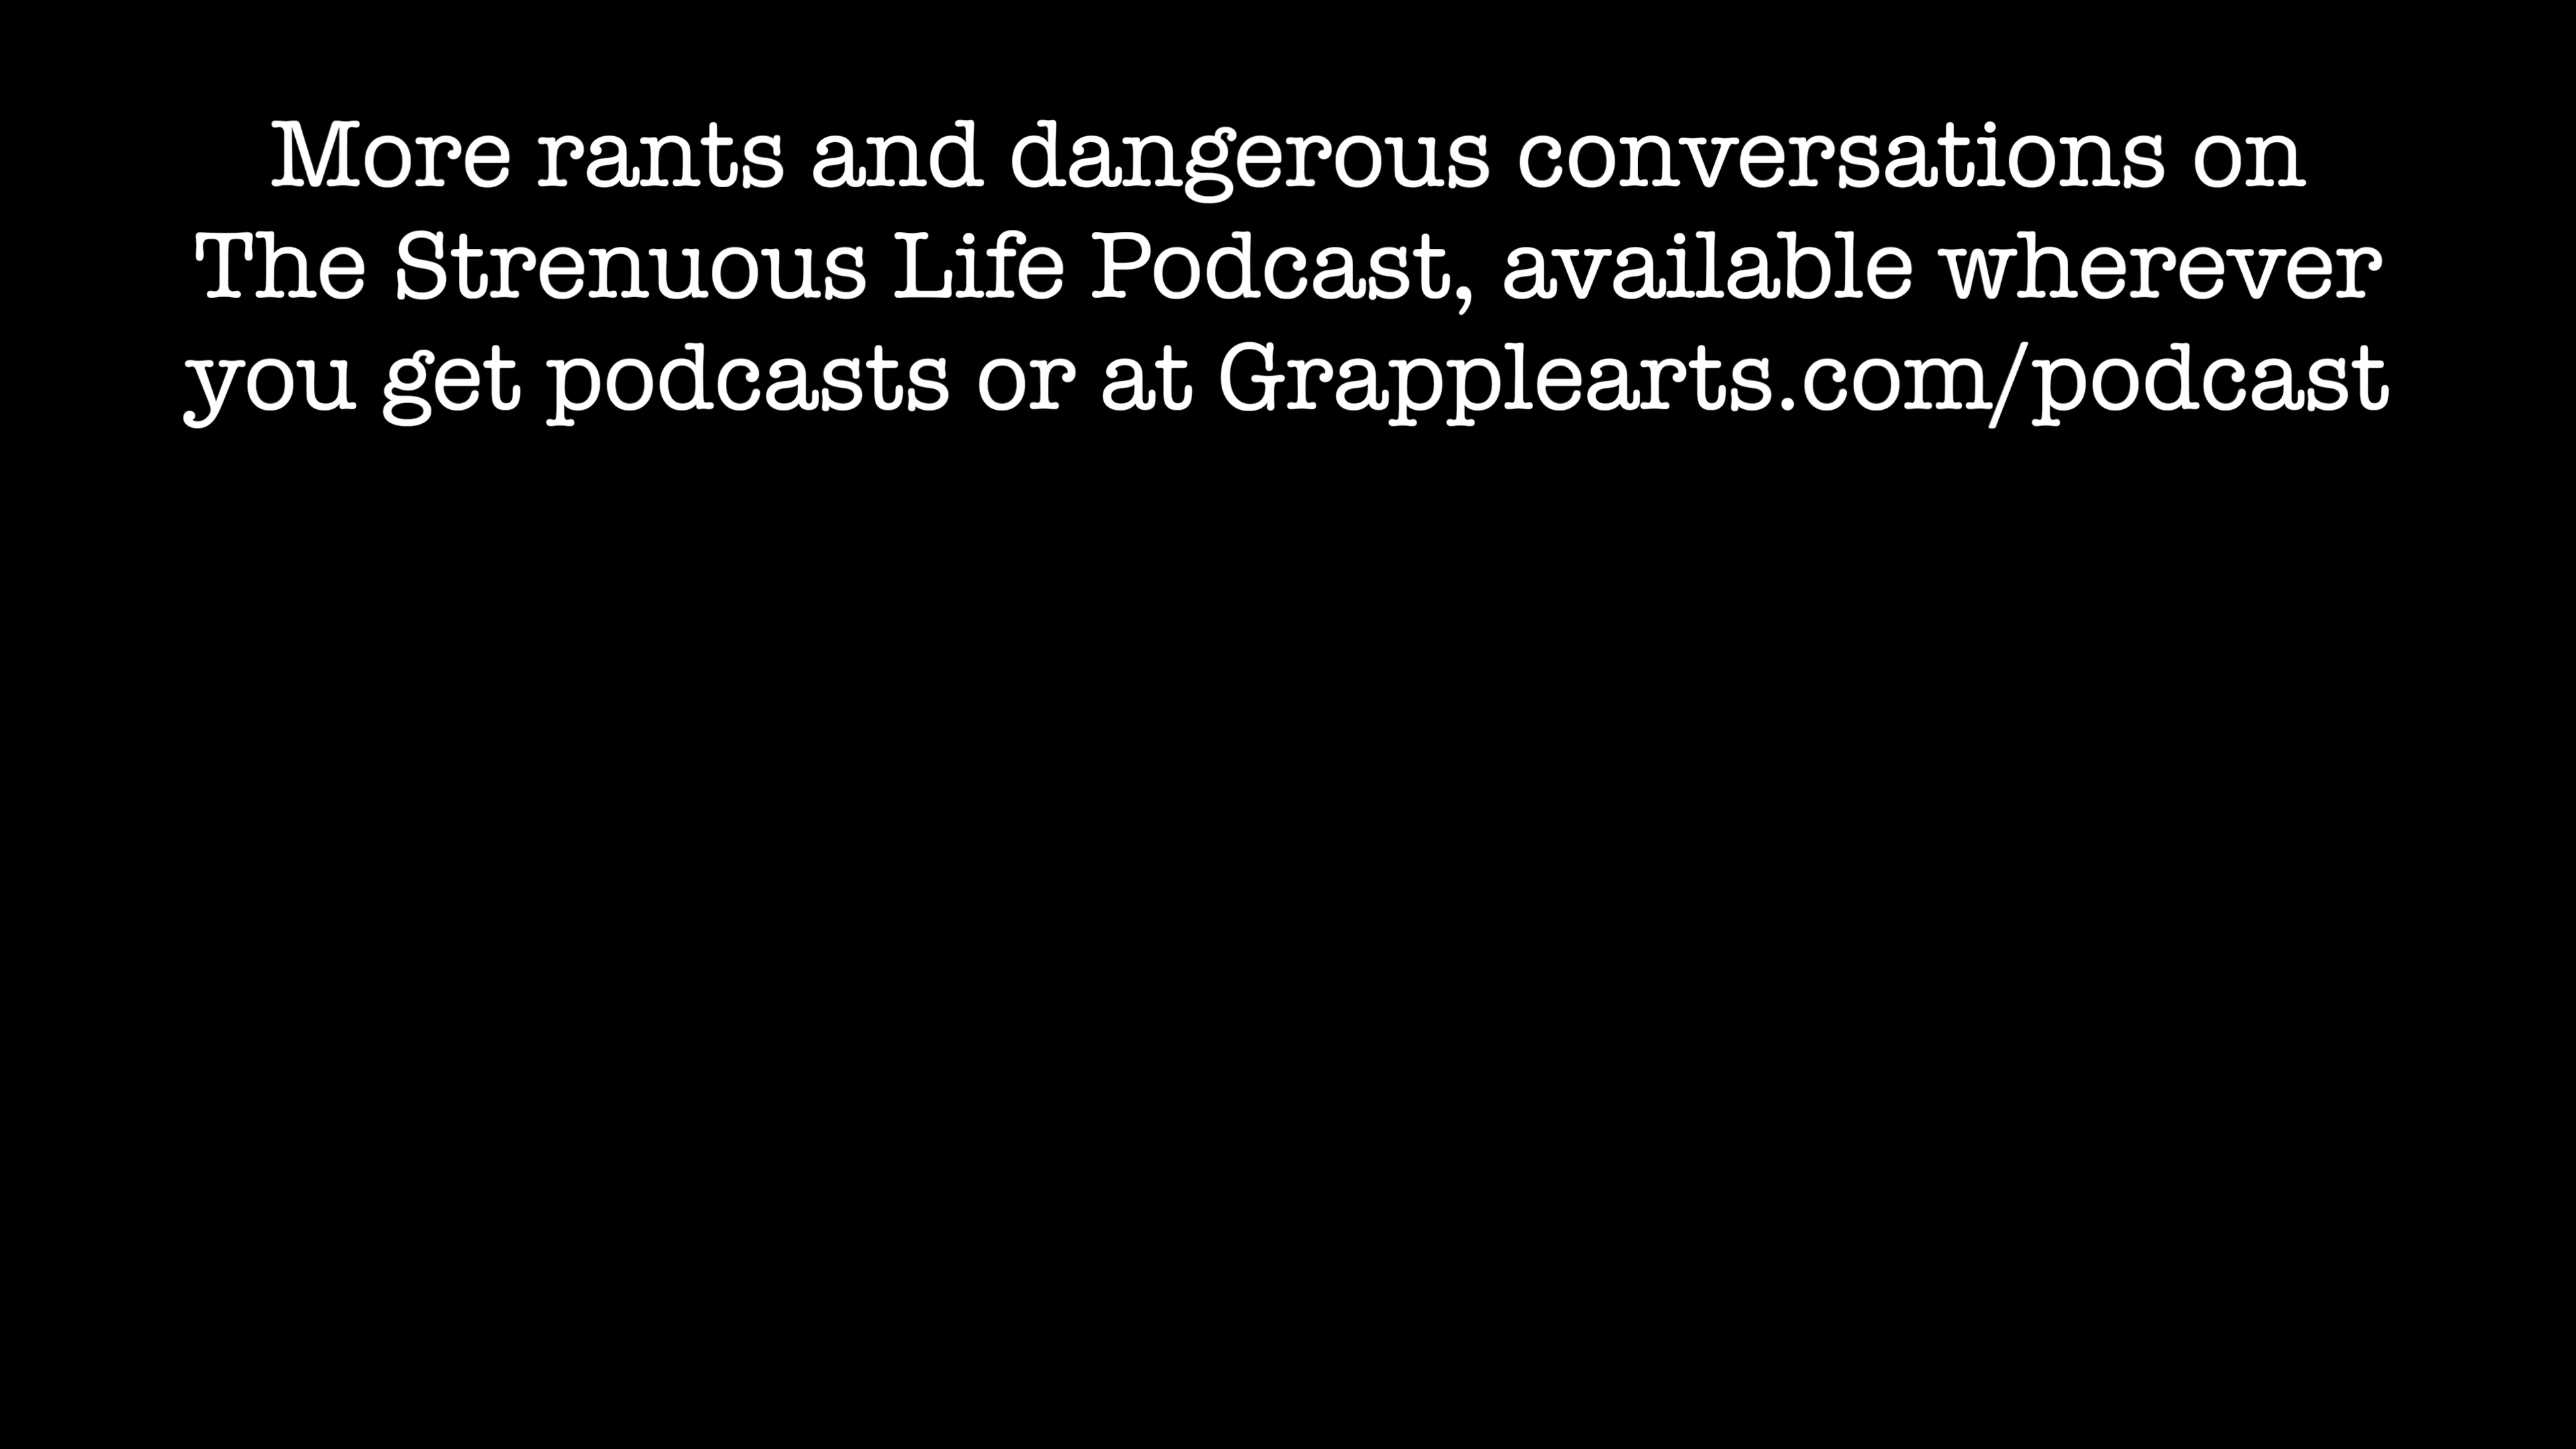 More rants and dangerous conversations on
The Strenuous Life Podcast, available wherever
you get podcasts or at Grapplearts.com/podcast